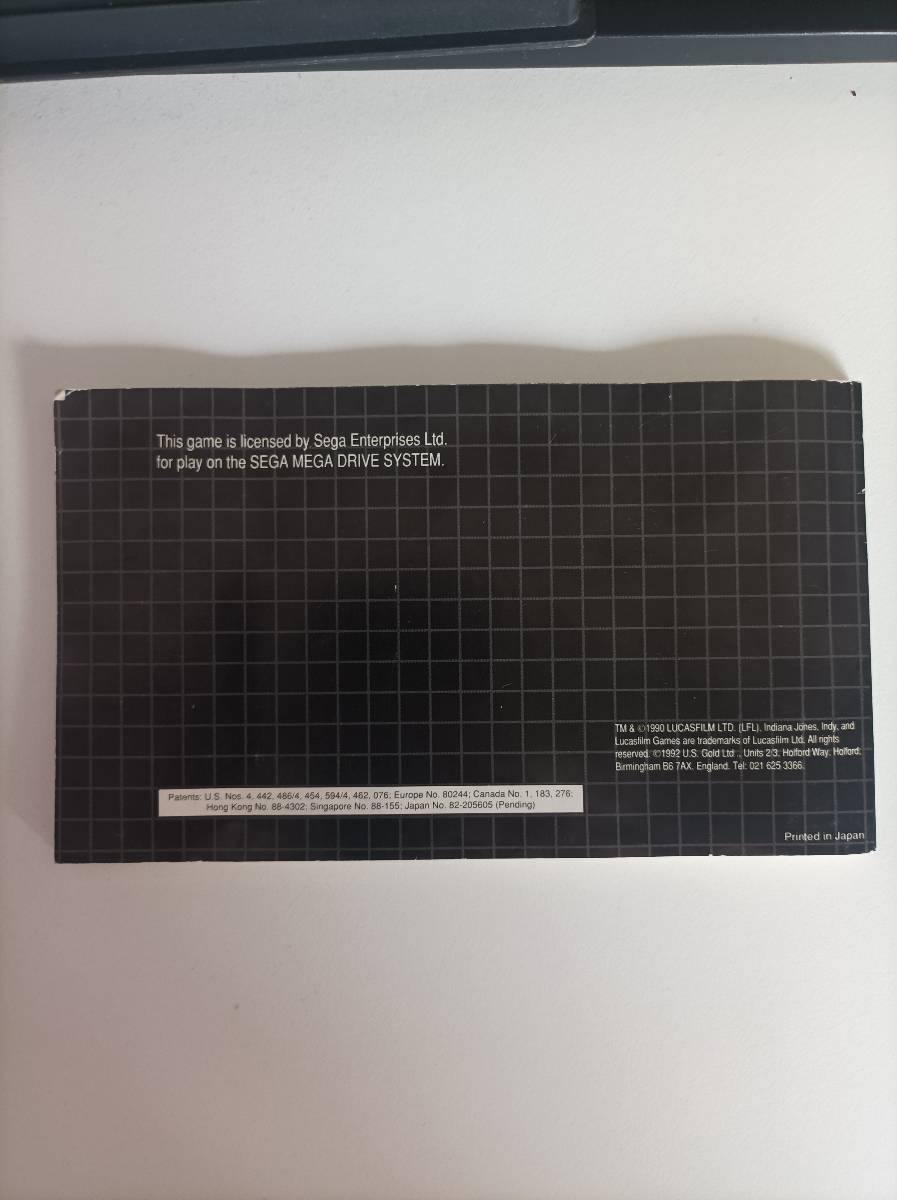 This game is licensed by Sega Enterprises Ltd.
for play on the SEGA MEGA DRIVE SYSTEM.
TM & ©1990 LUCASFILM LTD. (LFL). Indiana Jones, Indy, and
Lucasfilm Games are trademarks of Lucasfilm Ltd. All rights
reserved. ©1992 U.S. Gold Ltd., Units 2/3, Holford Way, Holford,
Birmingham B6 7AX. England. Tel: 021 625 3366.
Patents: U.S. Nos. 4, 442, 486/4, 454, 594/4, 462, 076; Europe No. 80244; Canada No. 1, 183, 276;
Hong Kong No. 88-4302; Singapore No. 88-155; Japan No. 82-205605 (Pending)
Printed in Japan